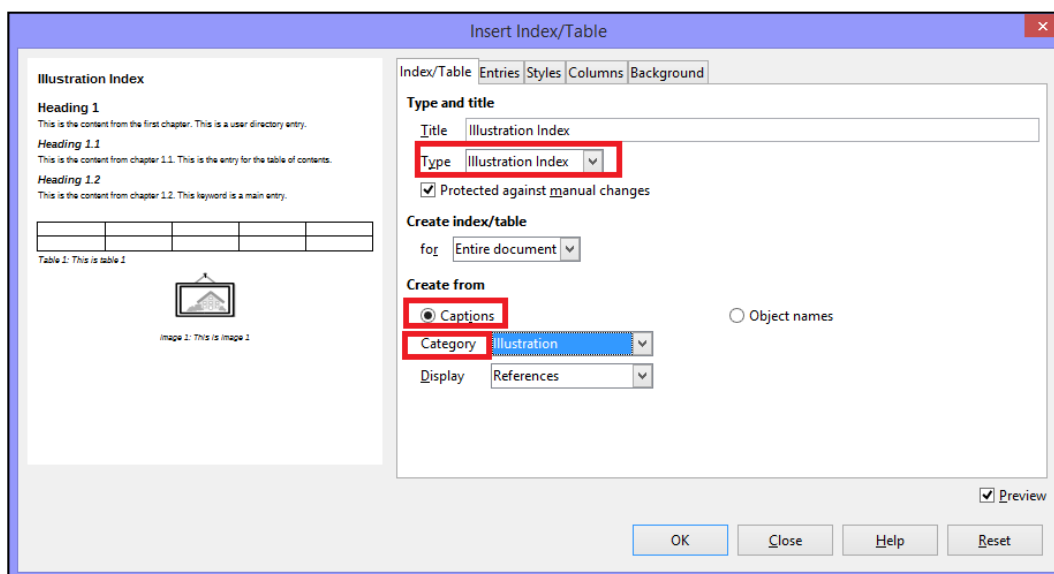 Insert Index/Table
Illustration Index
Heading 1
This is the content from the first chapter. This is a user directory entry.
Heading 1.1
This is the content from chapter 1.1. This is the entry for the table of contents.
Heading 1.2
This is the content from chapter 1.2. This keyword is a main entry.
Table 1: This is table 1
Image 1: This is image 1
Index/Table Entries Styles Columns Background
Type and title
Title Illustration Index
Type Illustration Index
Protected against manual changes
Create index/table
for Entire document
Create from
Captions Object names
Category Illustration
Display References
Preview
OK Close Help Reset